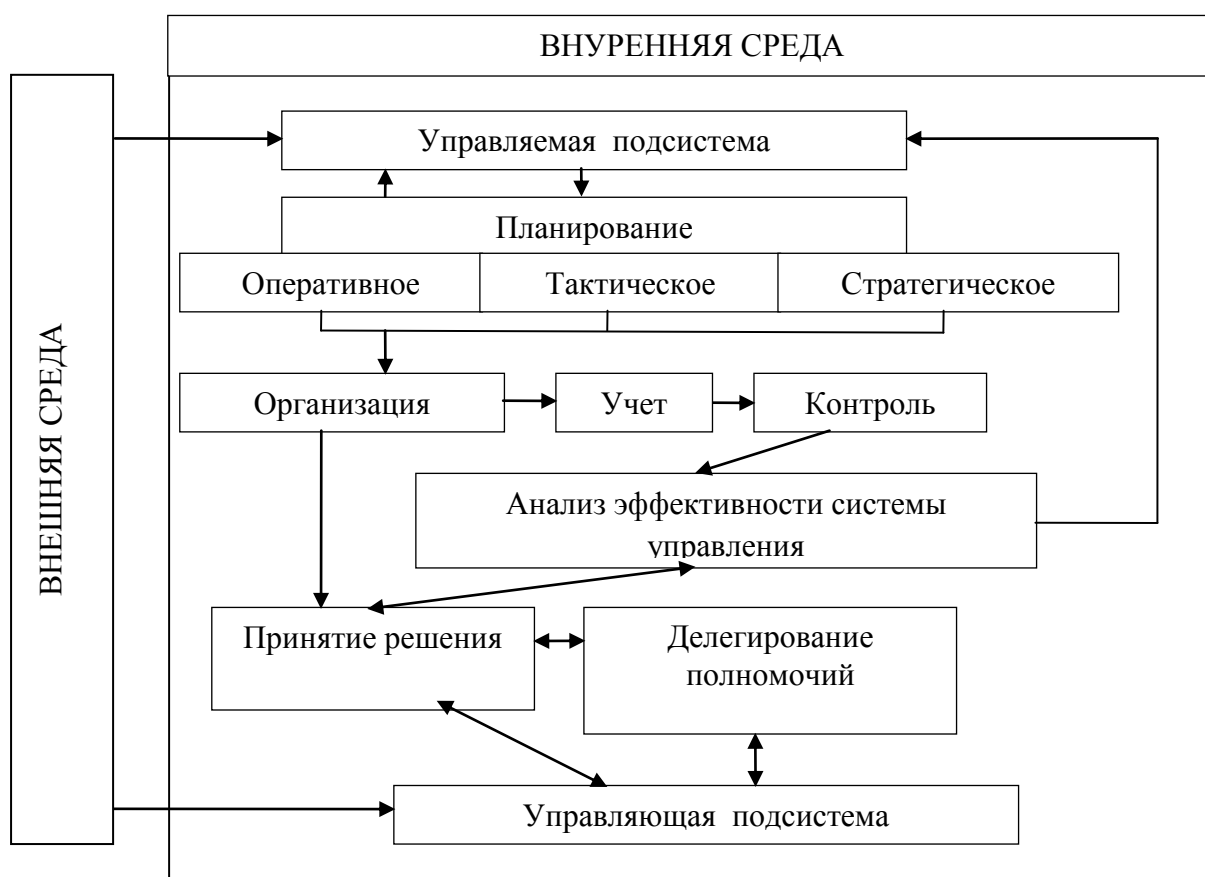 ВНУРЕННЯЯ СРЕДА
ВНЕШНЯЯ СРЕДА
Управляемая подсистема
Планирование
Оперативное
Тактическое
Стратегическое
Организация
Учет
Контроль
Анализ эффективности системы
управления
Принятие решения
Делегирование
полномочий
Управляющая подсистема